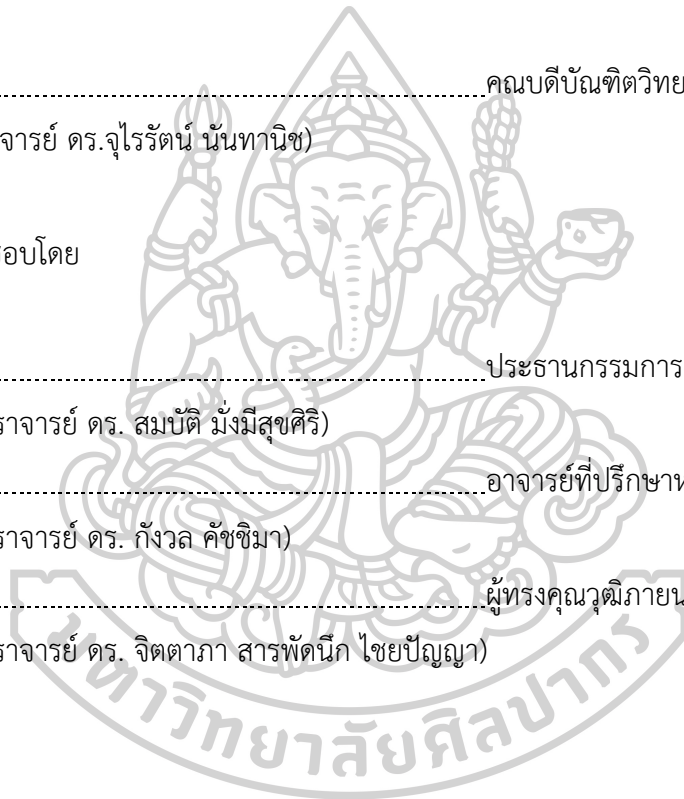 คณบดีบัณฑิตวิทย
จารย์ ดร.จุไรรัตน์ นันทานิช)
อบโดย
ประธานกรรมการ
ราจารย์ ดร. สมบัติ มั่งมีสุขศิริ)
อาจารย์ที่ปรึกษาห
ราจารย์ ดร. กังวล คัชชิมา)
ผู้ทรงคุณวุฒิภายน
ราจารย์ ดร. จิตตาภา สารพัดนึก ไชยปัญญา)
มหาวิทยาลัยศิลปากร